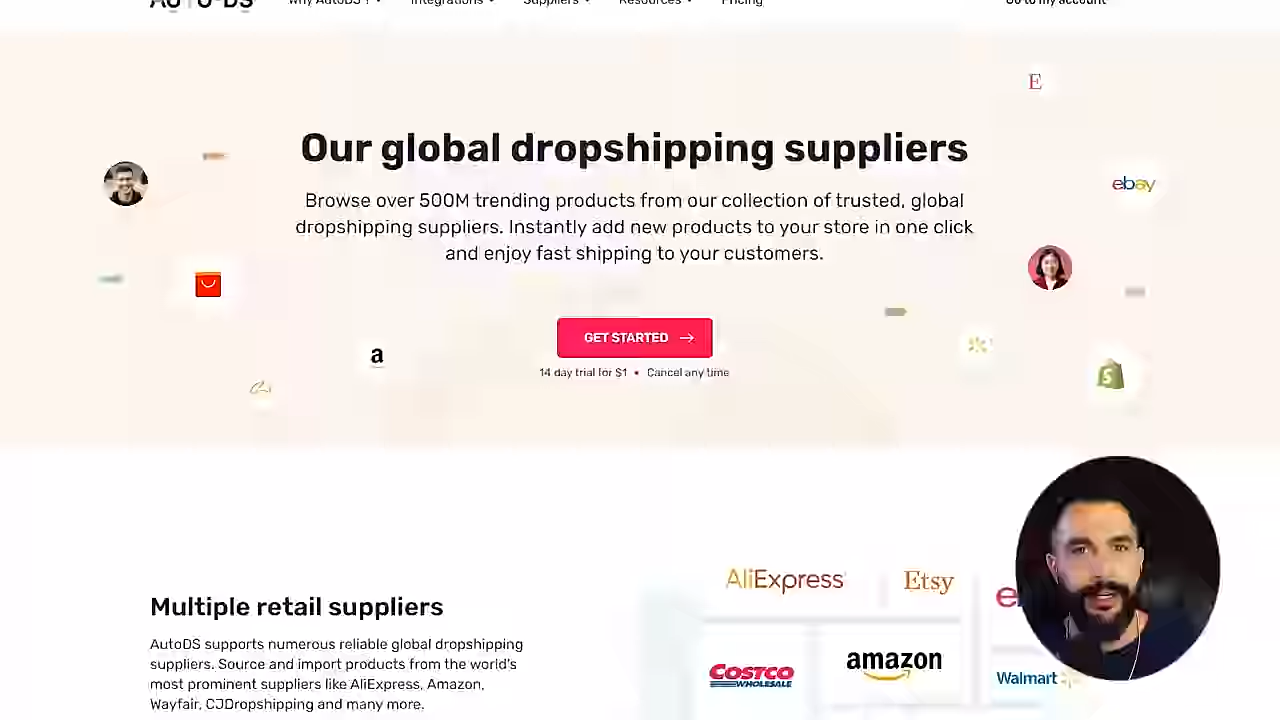 AUTO-DS Why AutoDS? Integrations Suppliers Resources Pricing Go to my account
E
Our global dropshipping suppliers
ebay
Browse over 500M trending products from our collection of trusted, global
dropshipping suppliers. Instantly add new products to your store in one click
and enjoy fast shipping to your customers.
GET STARTED →
a
14 day trial for $1 • Cancel any time
S
AliExpress Etsy e
Multiple retail suppliers
AutoDS supports numerous reliable global dropshipping
suppliers. Source and import products from the world's
most prominent suppliers like AliExpress, Amazon,
Wayfair, CJDropshipping and many more.
amazon
COSTCO
WHOLESALE
Walmart